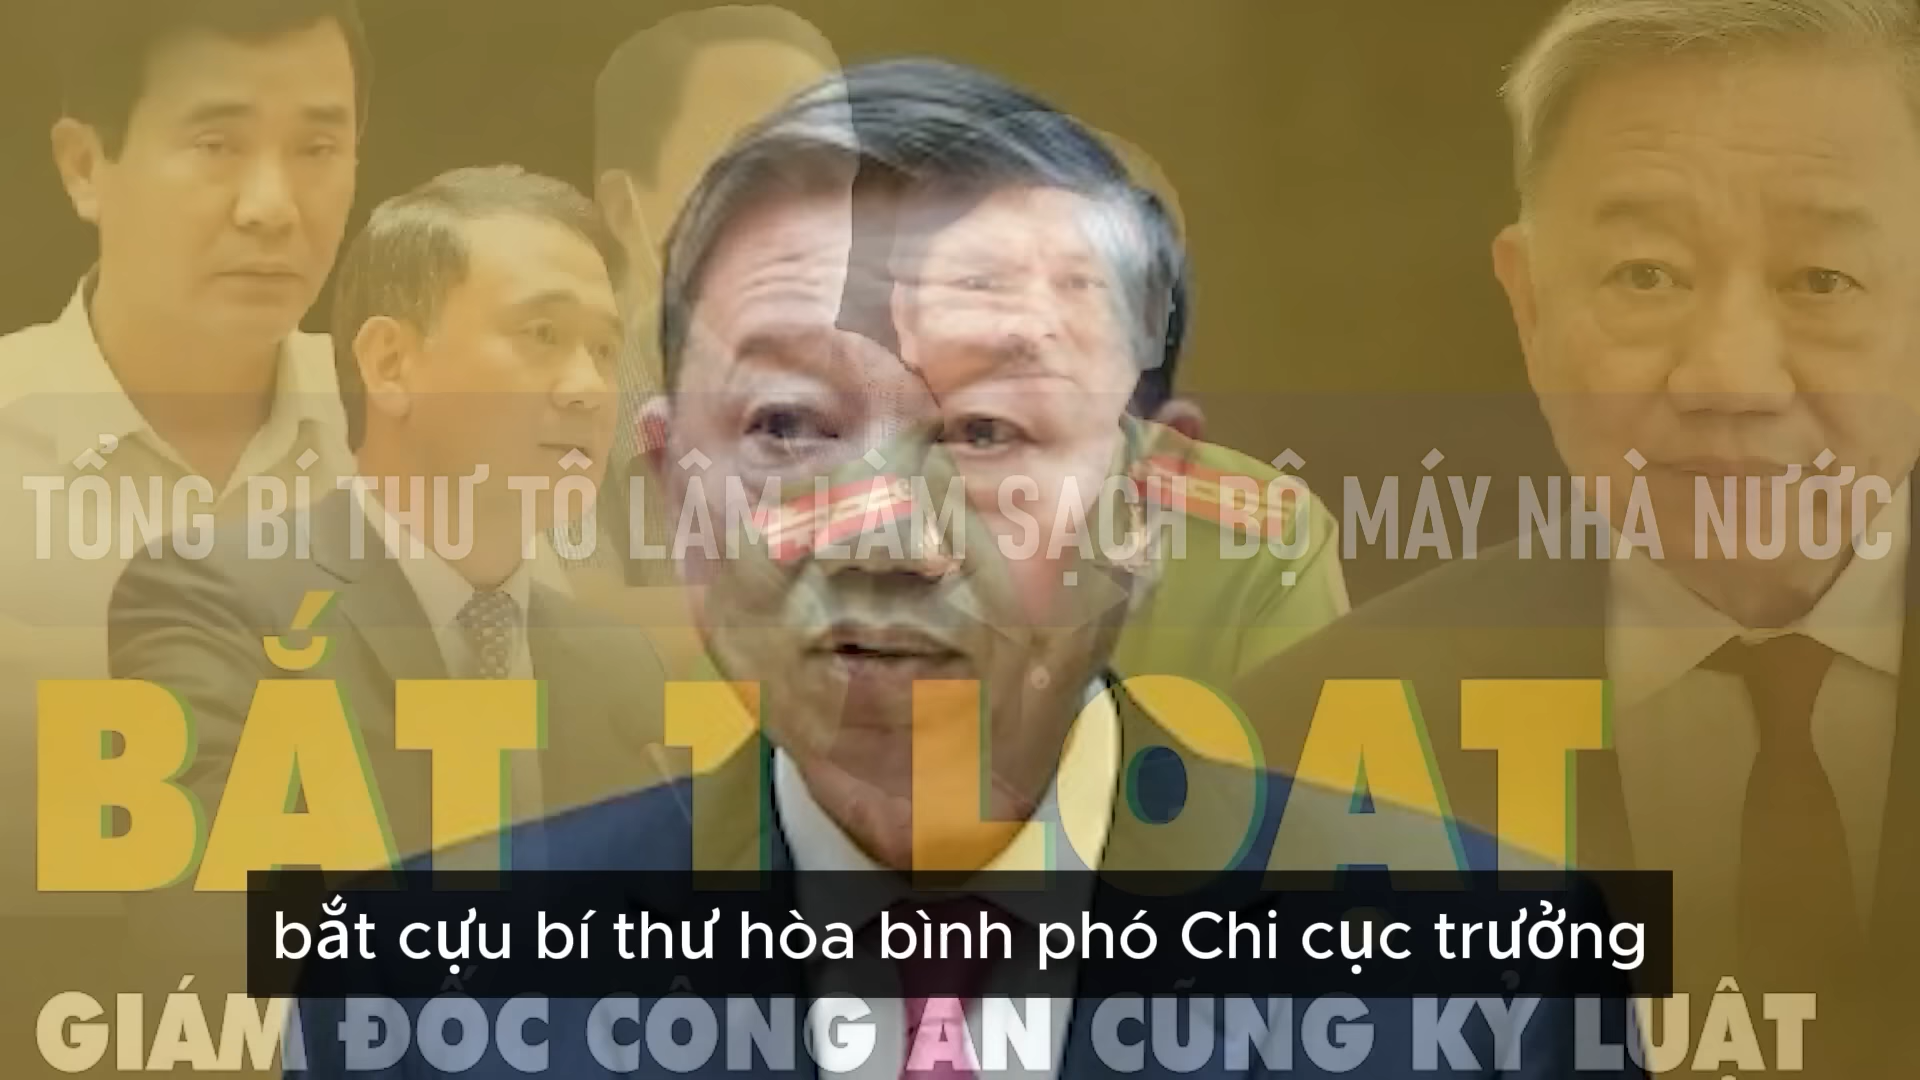 TỔNG BÍ THƯ TÔ LÂM LÀM SẠCH BỘ MÁY NHÀ NƯỚC
BẮT 1 LOẠT
bắt cựu bí thư hòa bình phó Chi cục trưởng
GIÁM ĐỐC CÔNG AN CŨNG KỶ LUẬT